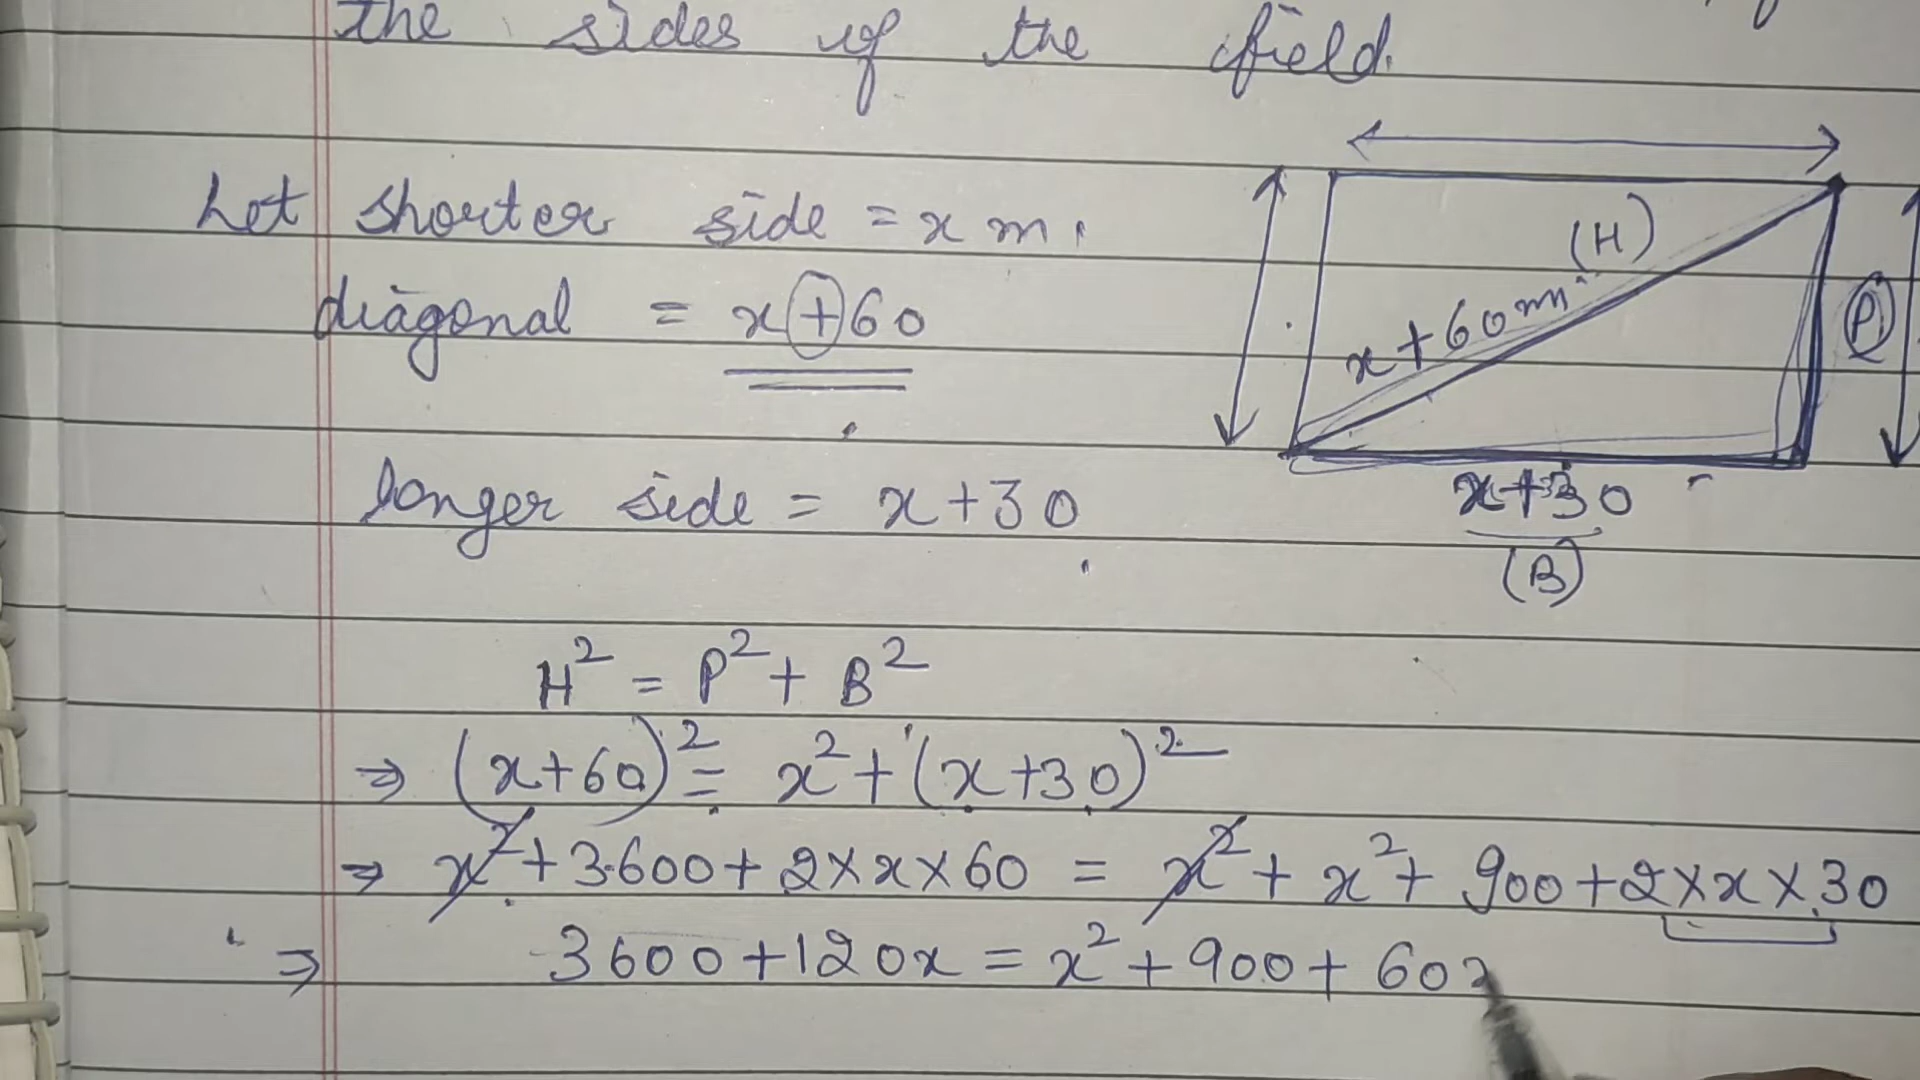 the sides of the field.
Let shorter side = x m.
diagonal = x + 60
longer side = x + 30
(H)
x + 60 m
(P)
x + 30
(B)
H² = P² + B²
⇒ (x+60)² = x² + (x+30)²
⇒ x² + 3600 + 2×x×60 = x² + x² + 900 + 2×x×30
⇒ 3600 + 120x = x² + 900 + 60x